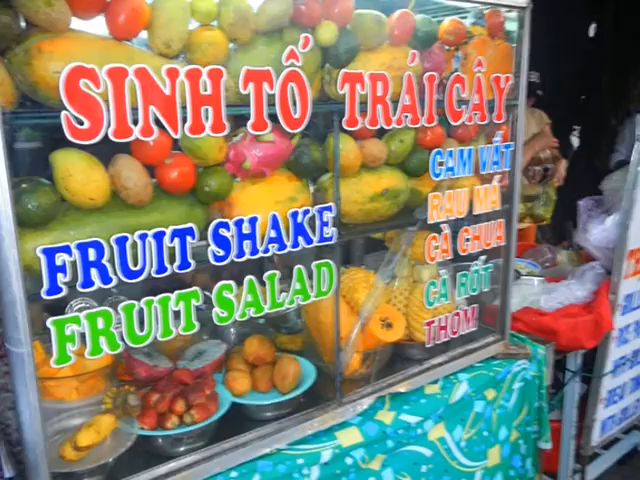 SINH TỐ TRÁI CÂY
FRUIT SHAKE
FRUIT SALAD
CAM VẮT
RAU MÁ
CÀ CHUA
CÀ RỐT
THƠM